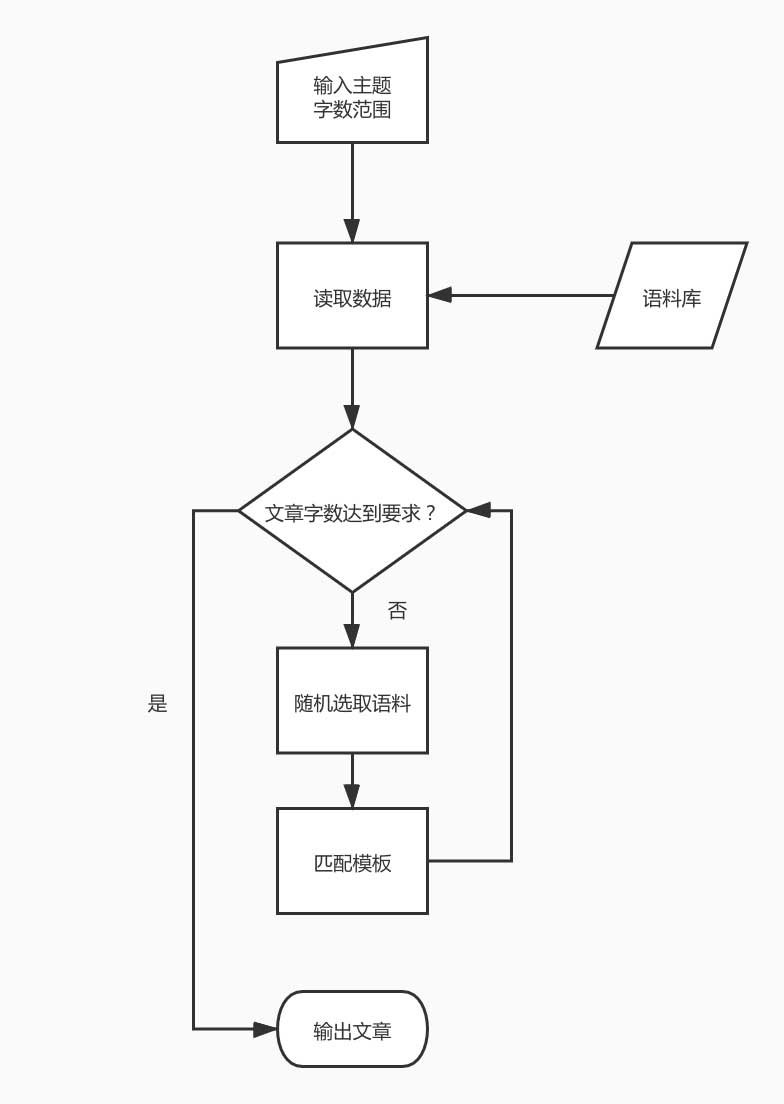 输入主题
字数范围
读取数据
语料库
文章字数达到要求？
否
随机选取语料
是
匹配模板
输出文章